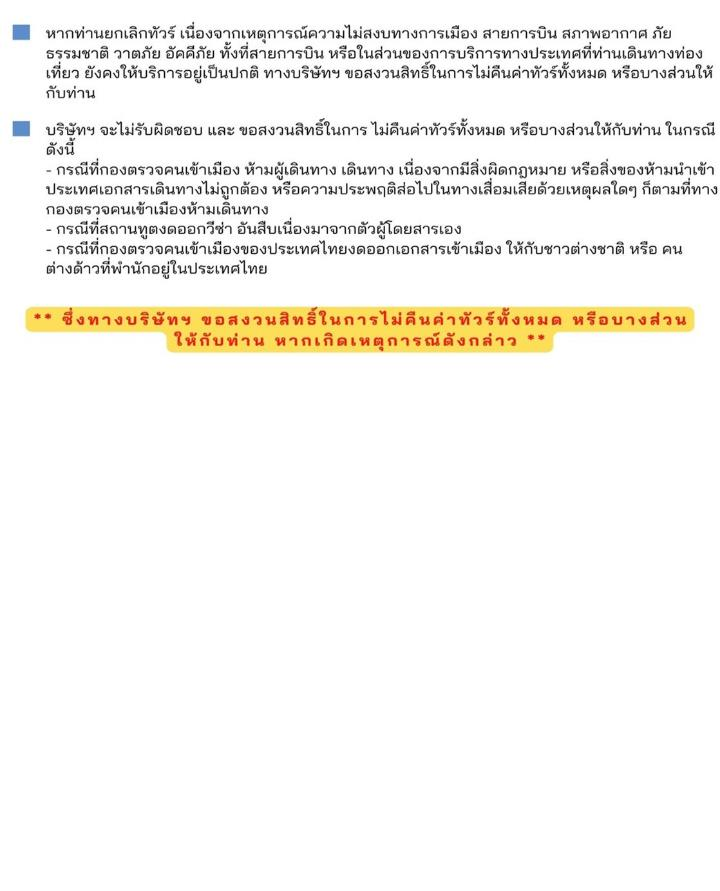 หากท่านยกเลิกทัวร์ เนื่องจากเหตุการณ์ความไม่สงบทางการเมือง สายการบิน สภาพอากาศ ภัย
ธรรมชาติ วาตภัย อัคคีภัย ทั้งที่สายการบิน หรือในส่วนของการบริการทางประเทศที่ท่านเดินทางท่อง
เที่ยว ยังคงให้บริการอยู่เป็นปกติ ทางบริษัทฯ ขอสงวนสิทธิ์ในการไม่คืนค่าทัวร์ทั้งหมด หรือบางส่วนให้
กับท่าน
บริษัทฯ จะไม่รับผิดชอบ และ ขอสงวนสิทธิ์ในการ ไม่คืนค่าทัวร์ทั้งหมด หรือบางส่วนให้กับท่าน ในกรณี
ดังนี้
- กรณีที่กองตรวจคนเข้าเมือง ห้ามผู้เดินทาง เดินทาง เนื่องจากมีสิ่งผิดกฎหมาย หรือสิ่งของห้ามนำเข้า
ประเทศเอกสารเดินทางไม่ถูกต้อง หรือความประพฤติส่อไปในทางเสื่อมเสียด้วยเหตุผลใดๆ ก็ตามที่ทาง
กองตรวจคนเข้าเมืองห้ามเดินทาง
- กรณีที่สถานทูตงดออกวีซ่า อันสืบเนื่องมาจากตัวผู้โดยสารเอง
- กรณีที่กองตรวจคนเข้าเมืองของประเทศไทยงดออกเอกสารเข้าเมือง ให้กับชาวต่างชาติ หรือ คน
ต่างด้าวที่พำนักอยู่ในประเทศไทย
** ซึ่งทางบริษัทฯ ขอสงวนสิทธิ์ในการไม่คืนค่าทัวร์ทั้งหมด หรือบางส่วน
ให้กับท่าน หากเกิดเหตุการณ์ดังกล่าว **